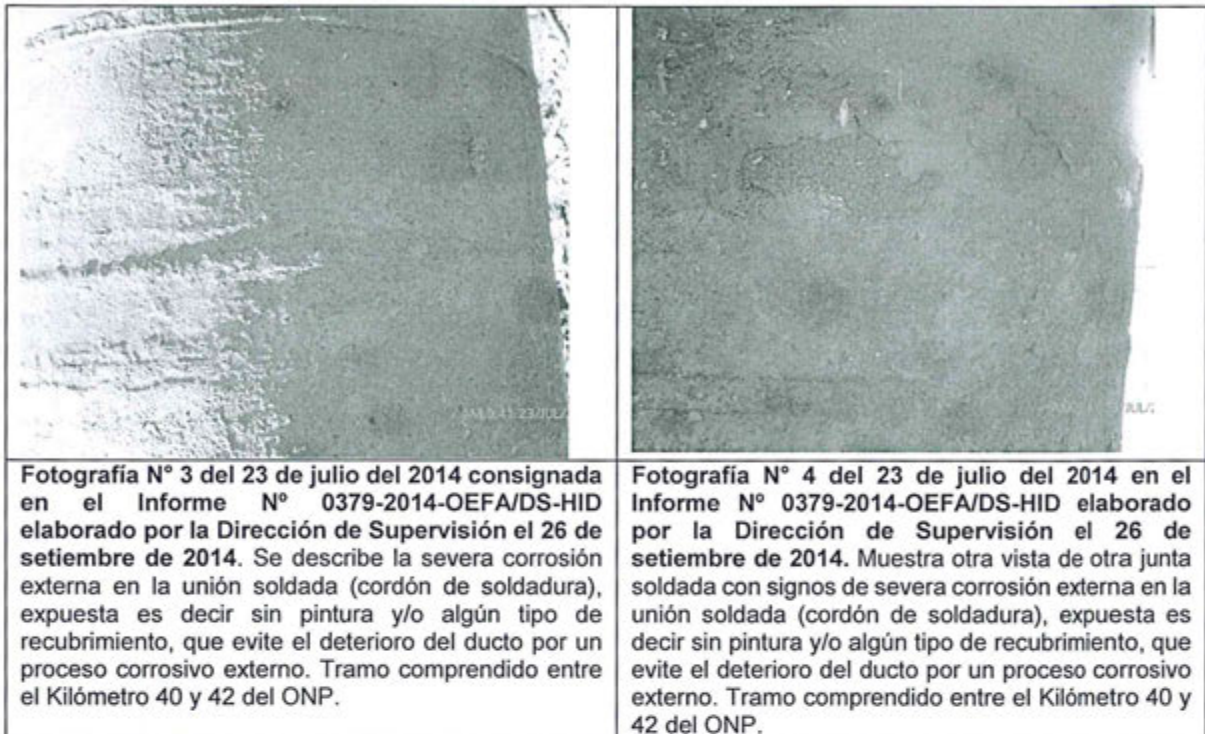 Fotografía N° 3 del 23 de julio del 2014 consignada
en el Informe Nº 0379-2014-OEFA/DS-HID
elaborado por la Dirección de Supervisión el 26 de
setiembre de 2014. Se describe la severa corrosión
externa en la unión soldada (cordón de soldadura),
expuesta es decir sin pintura y/o algún tipo de
recubrimiento, que evite el deterioro del ducto por un
proceso corrosivo externo. Tramo comprendido entre
el Kilómetro 40 y 42 del ONP.
Fotografía N° 4 del 23 de julio del 2014 en el
Informe Nº 0379-2014-OEFA/DS-HID elaborado
por la Dirección de Supervisión el 26 de
setiembre de 2014. Muestra otra vista de otra junta
soldada con signos de severa corrosión externa en la
unión soldada (cordón de soldadura), expuesta es
decir sin pintura y/o algún tipo de recubrimiento, que
evite el deterioro del ducto por un proceso corrosivo
externo. Tramo comprendido entre el Kilómetro 40 y
42 del ONP.